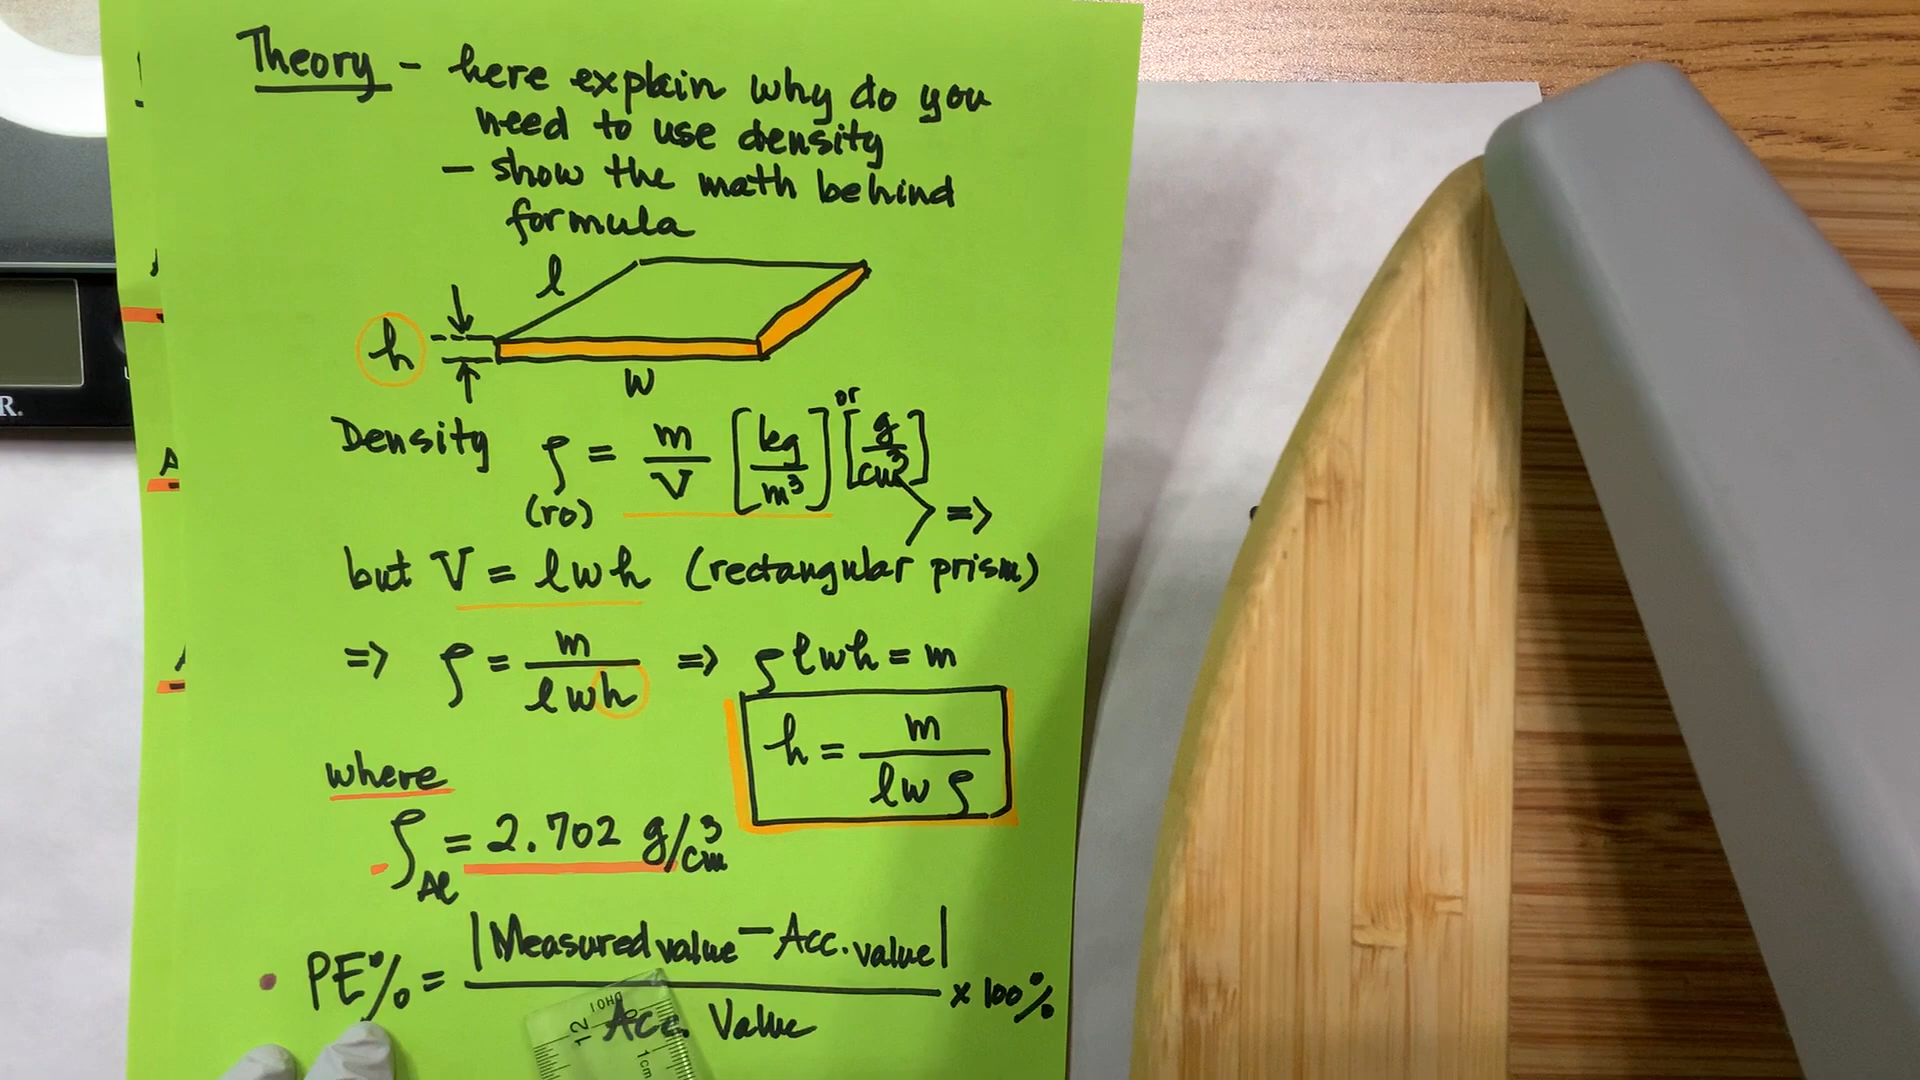 Theory - here explain why do you
need to use density
- show the math behind
formula
l
h
w
Density ρ = m/V [kg/m³] or [g/cm³] =>
(ro)
but V = lwh (rectangular prism)
=> ρ = m/lwh => ρlwh = m
h = m/lwρ
where
ρAl = 2.702 g/cm³
• PE% = |Measured value - Acc. value|/Acc. Value × 100%
R.
12
1cm